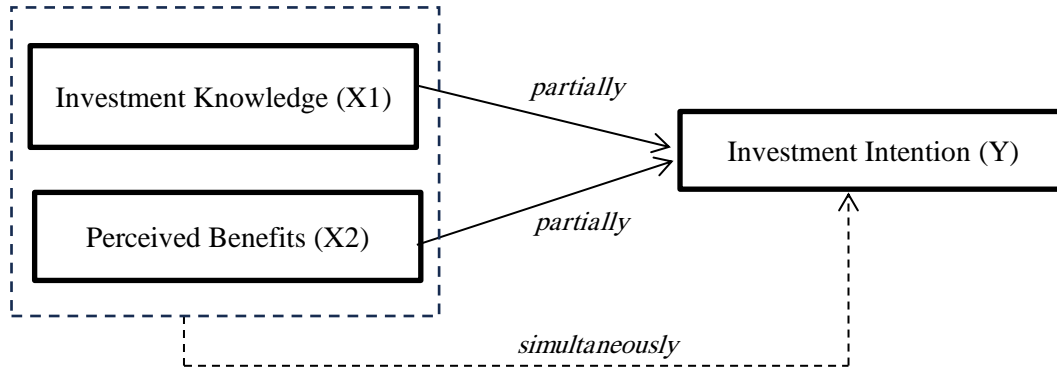 Investment Knowledge (X1)
partially
Investment Intention (Y)
Perceived Benefits (X2)
partially
simultaneously